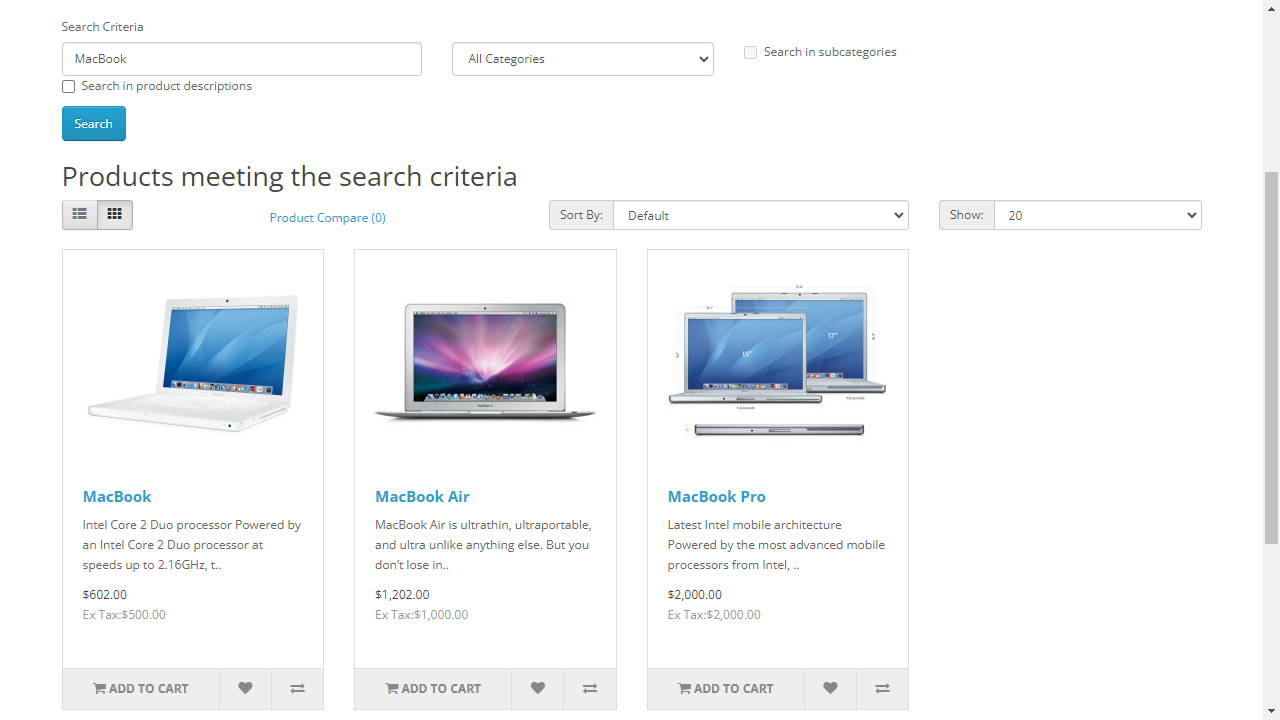 Search Criteria
MacBook
All Categories
Search in subcategories
Search in product descriptions
Search
Products meeting the search criteria
Product Compare (0)
Sort By:
Default
Show:
20
15"
17"
MacBook
Intel Core 2 Duo processor Powered by
an Intel Core 2 Duo processor at
speeds up to 2.16GHz, t..
$602.00
Ex Tax:$500.00
ADD TO CART
MacBook Air
MacBook Air is ultrathin, ultraportable,
and ultra unlike anything else. But you
don't lose in..
$1,202.00
Ex Tax:$1,000.00
ADD TO CART
MacBook Pro
Latest Intel mobile architecture
Powered by the most advanced mobile
processors from Intel, ..
$2,000.00
Ex Tax:$2,000.00
ADD TO CART